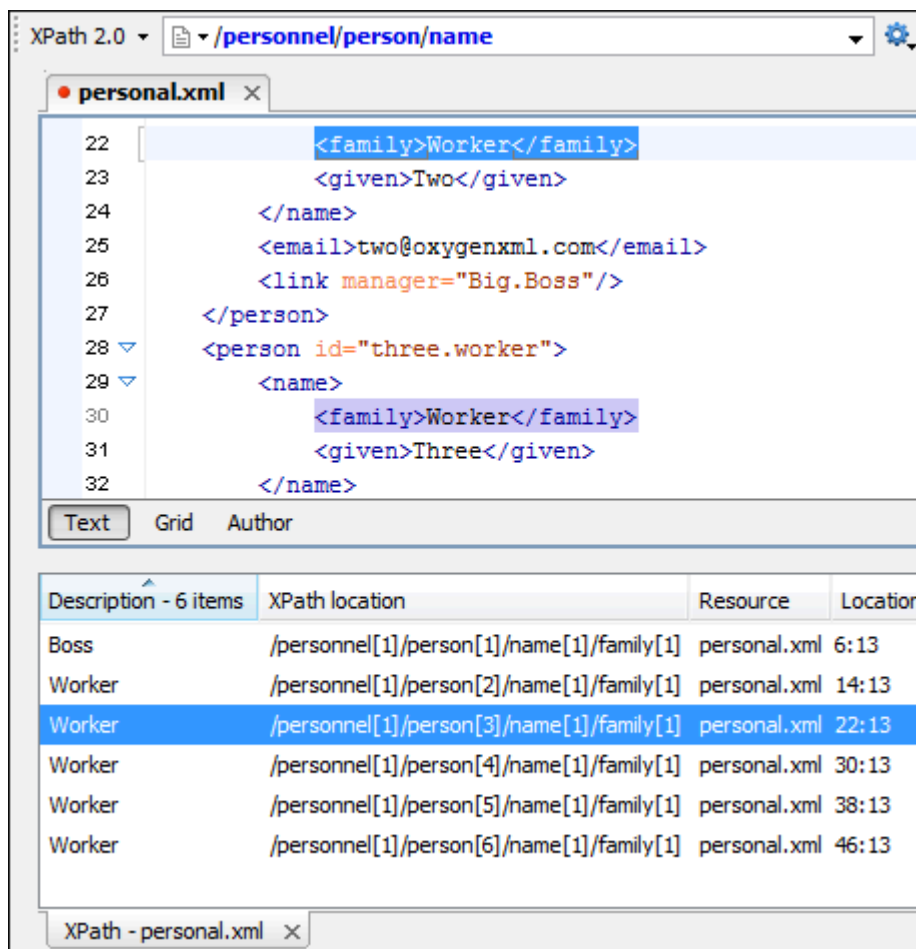 XPath 2.0 /personnel/person/name
personal.xml
22 <family>Worker</family>
23 <given>Two</given>
24 </name>
25 <email>two@oxygenxml.com</email>
26 <link manager="Big.Boss"/>
27 </person>
28 <person id="three.worker">
29 <name>
30 <family>Worker</family>
31 <given>Three</given>
32 </name>
Text Grid Author
Description - 6 items XPath location Resource Location
Boss /personnel[1]/person[1]/name[1]/family[1] personal.xml 6:13
Worker /personnel[1]/person[2]/name[1]/family[1] personal.xml 14:13
Worker /personnel[1]/person[3]/name[1]/family[1] personal.xml 22:13
Worker /personnel[1]/person[4]/name[1]/family[1] personal.xml 30:13
Worker /personnel[1]/person[5]/name[1]/family[1] personal.xml 38:13
Worker /personnel[1]/person[6]/name[1]/family[1] personal.xml 46:13
XPath - personal.xml